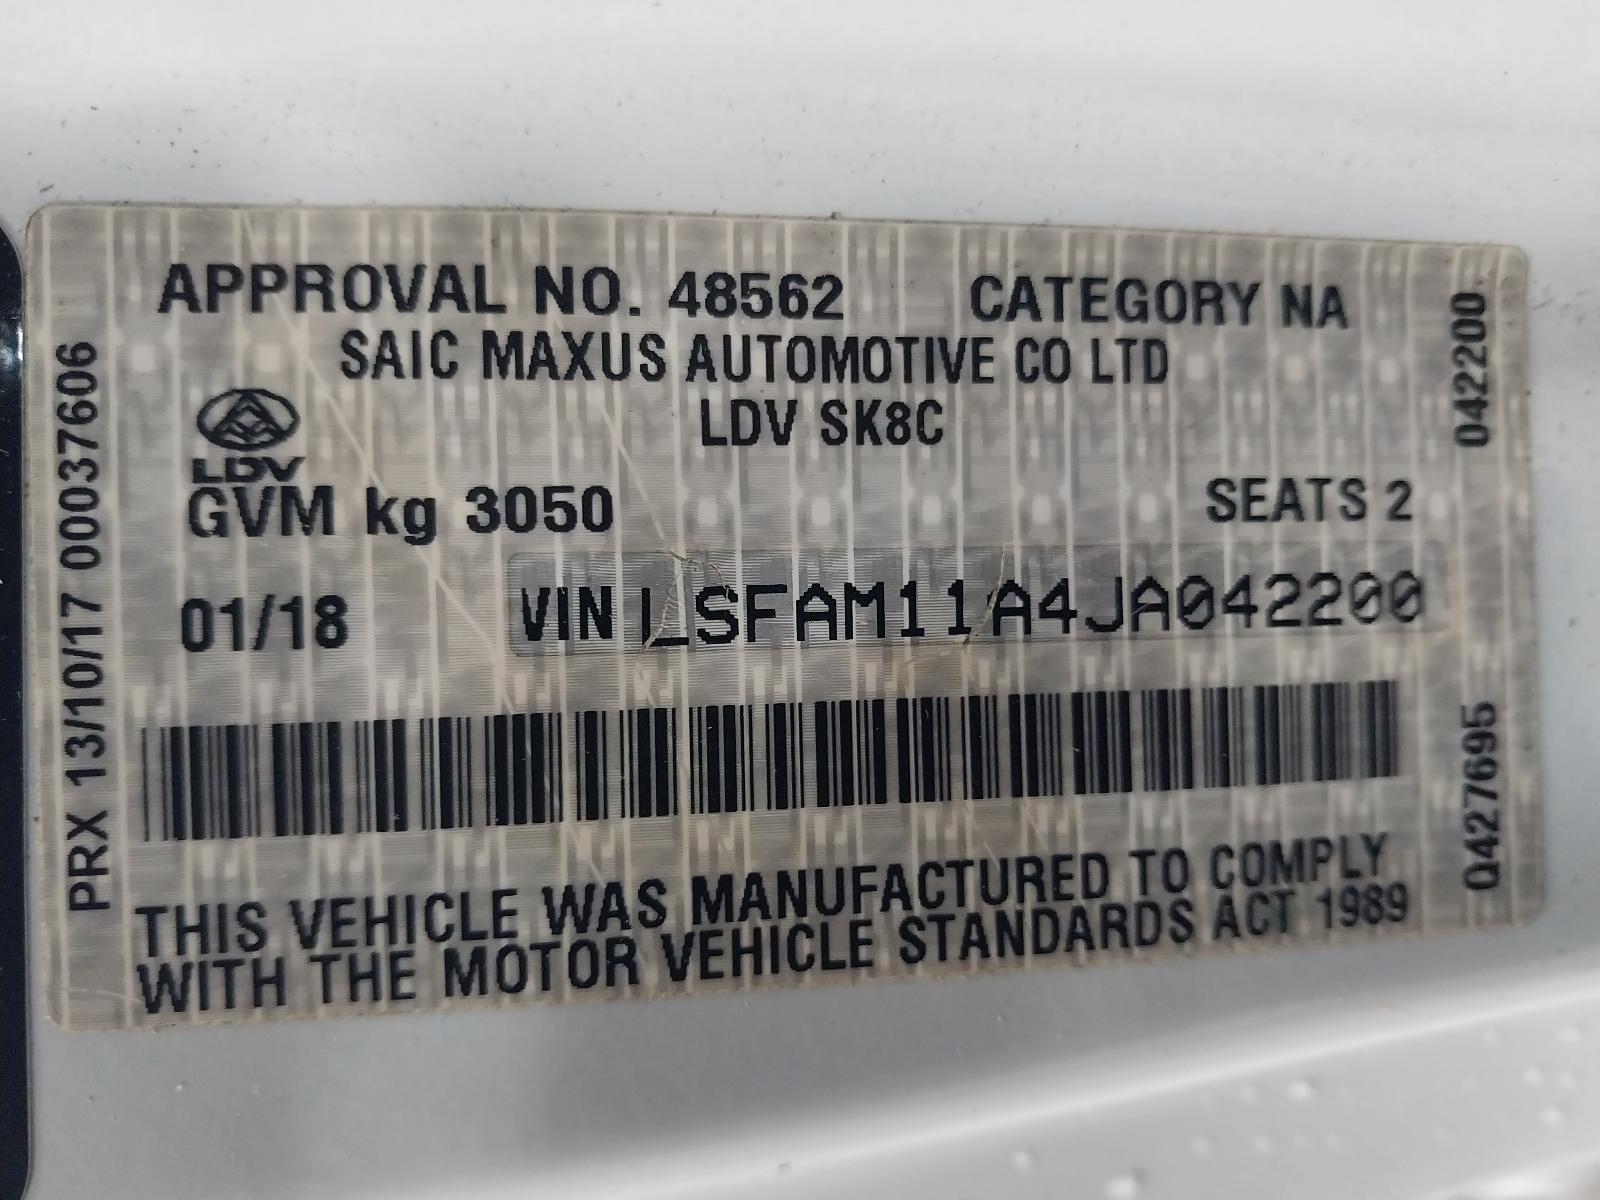 APPROVAL NO. 48562 CATEGORY NA
SAIC MAXUS AUTOMOTIVE CO LTD
LDV SK8C
LDV
GVM kg 3050 SEATS 2
01/18 VIN LSFAM11A4JA042200
THIS VEHICLE WAS MANUFACTURED TO COMPLY
WITH THE MOTOR VEHICLE STANDARDS ACT 1989
PRX 13/10/17 00037606
042200
Q427695